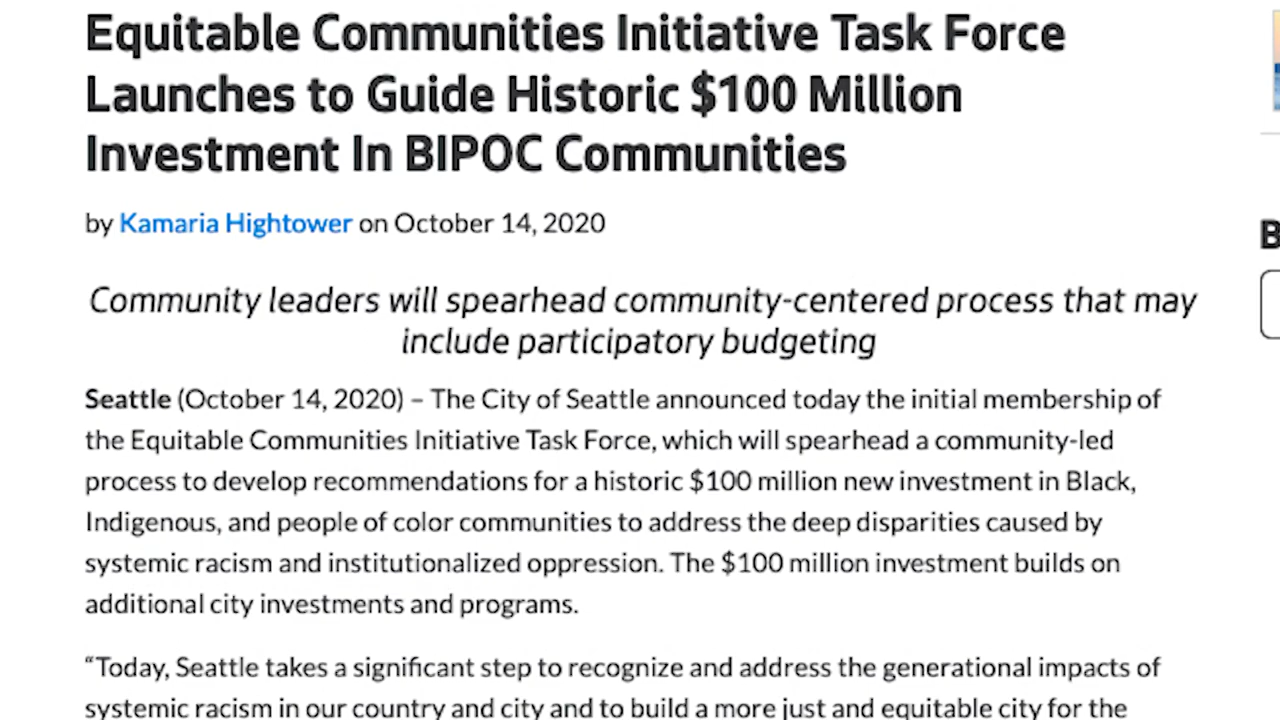 Equitable Communities Initiative Task Force
Launches to Guide Historic $100 Million
Investment In BIPOC Communities
by Kamaria Hightower on October 14, 2020
B
Community leaders will spearhead community-centered process that may
include participatory budgeting
Seattle (October 14, 2020) – The City of Seattle announced today the initial membership of
the Equitable Communities Initiative Task Force, which will spearhead a community-led
process to develop recommendations for a historic $100 million new investment in Black,
Indigenous, and people of color communities to address the deep disparities caused by
systemic racism and institutionalized oppression. The $100 million investment builds on
additional city investments and programs.
“Today, Seattle takes a significant step to recognize and address the generational impacts of
systemic racism in our country and city and to build a more just and equitable city for the